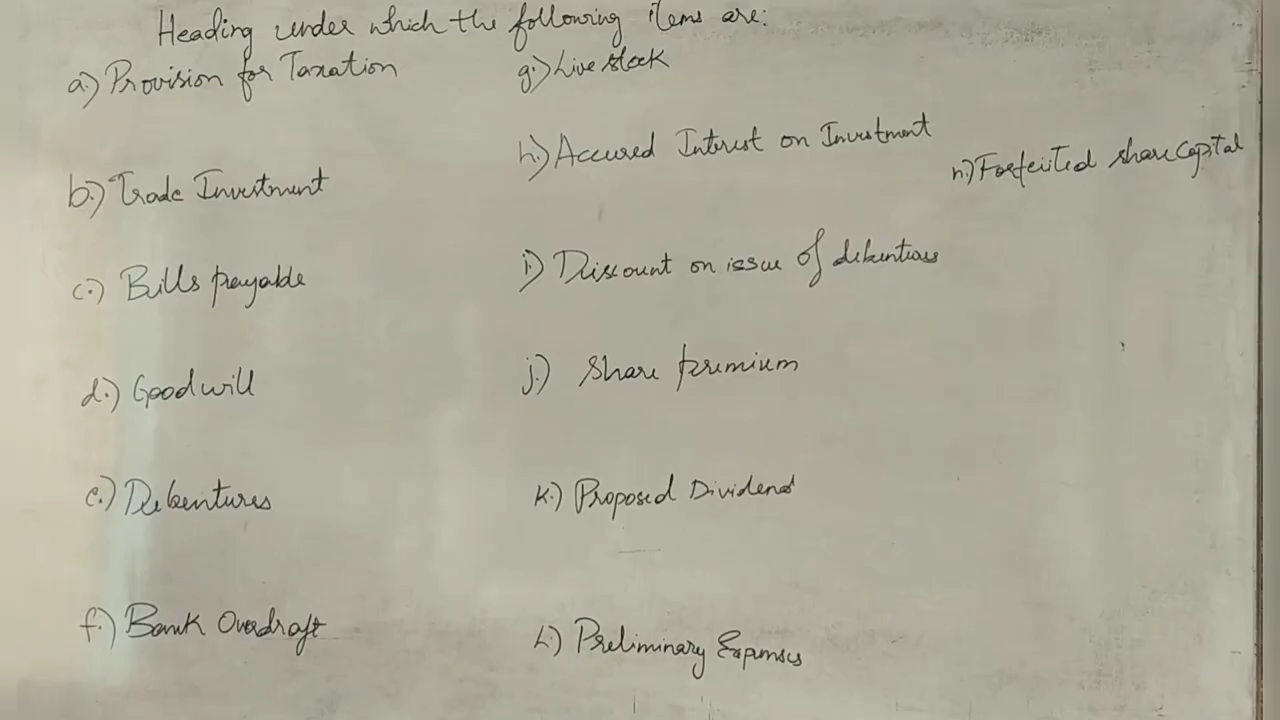 Heading under which the following items are:
a.) Provision for Taxation
b.) Trade Investment
c.) Bills payable
d.) Goodwill
e.) Debentures
f.) Bank Overdraft
g.) Live stock
h.) Accured Interest on Investment
i.) Discount on issue of debentures
j.) Share premium
k.) Proposed Dividend
L.) Preliminary Expenses
n.) Forfeited share Capital